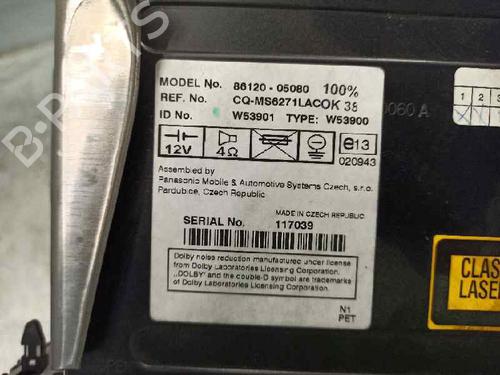 MODEL No. 86120 - 05080 100%
REF. No. CQ-MS6271LACOK 38
ID No. W53901 TYPE: W53900
12V 4Ω e13
020943
Assembled by
Panasonic Mobile & Automotive Systems Czech, s.r.o.
Pardubice, Czech Republic
MADE IN CZECH REPUBLIC
SERIAL No. 117039
Dolby noise reduction manufactured under license
from Dolby Laboratories Licensing Corporation.
„DOLBY" and the double-D symbol are trademarks
of Dolby Laboratories Licensing Corporation.
N1
PET
0060 A
1 2 3
CLAS
LASE